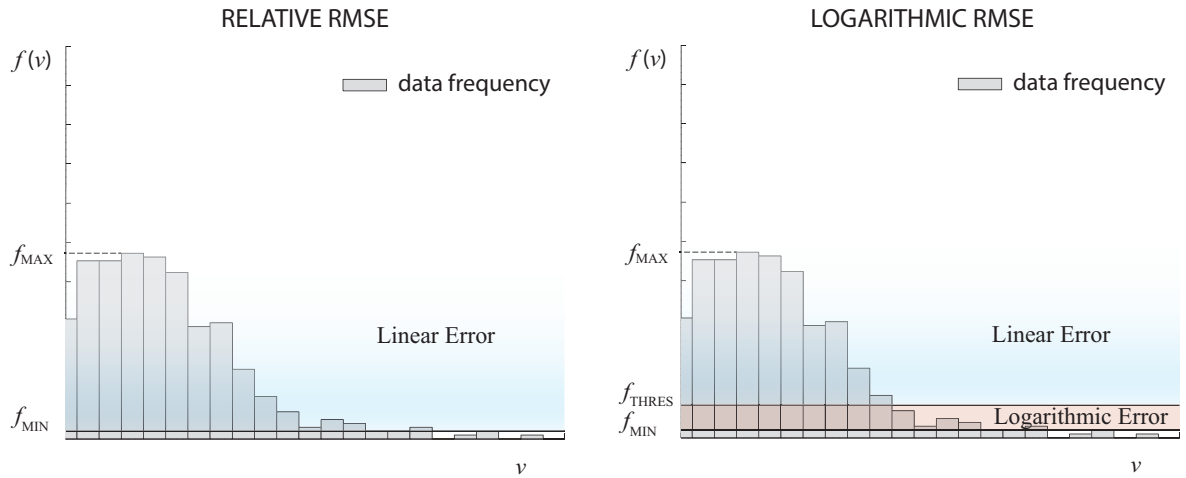 RELATIVE RMSE
f(v)
data frequency
fMAX
Linear Error
fMIN
v
LOGARITHMIC RMSE
f(v)
data frequency
fMAX
Linear Error
fTHRES
Logarithmic Error
fMIN
v